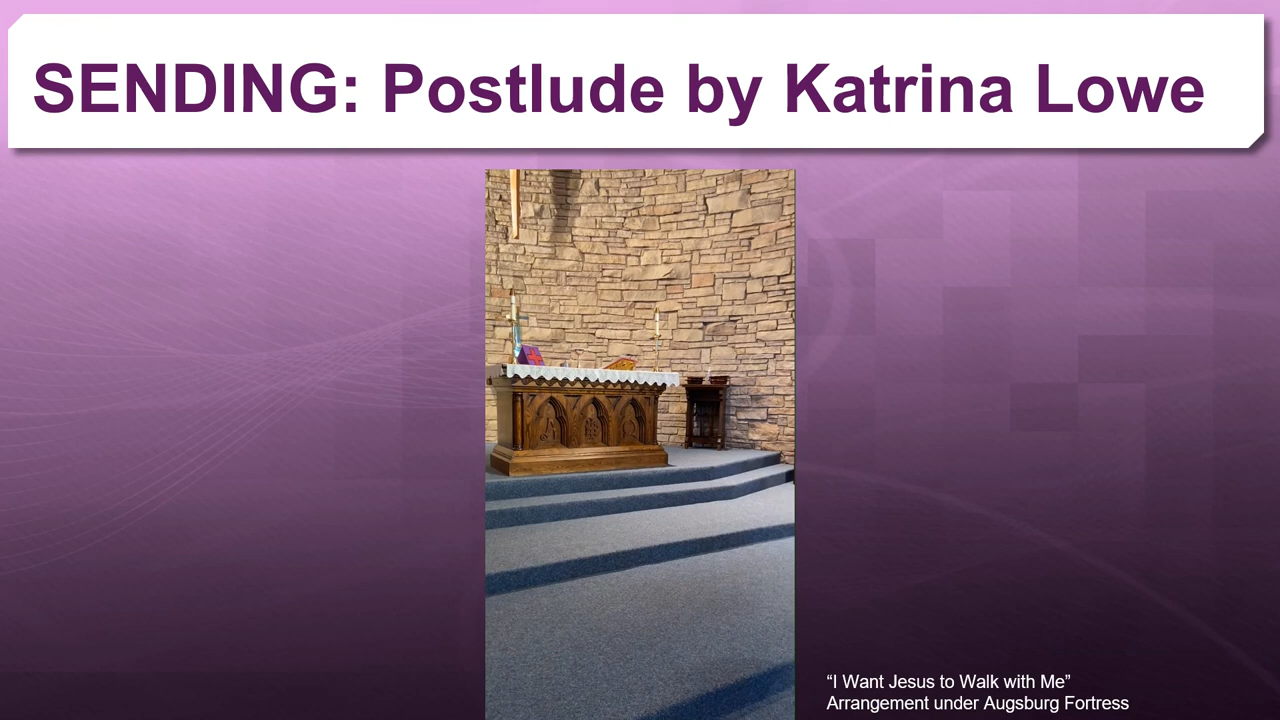 SENDING: Postlude by Katrina Lowe
“I Want Jesus to Walk with Me”
Arrangement under Augsburg Fortress